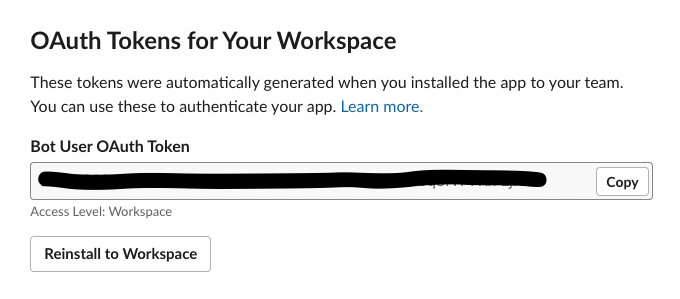 OAuth Tokens for Your Workspace
These tokens were automatically generated when you installed the app to your team.
You can use these to authenticate your app. Learn more.
Bot User OAuth Token
Copy
Access Level: Workspace
Reinstall to Workspace